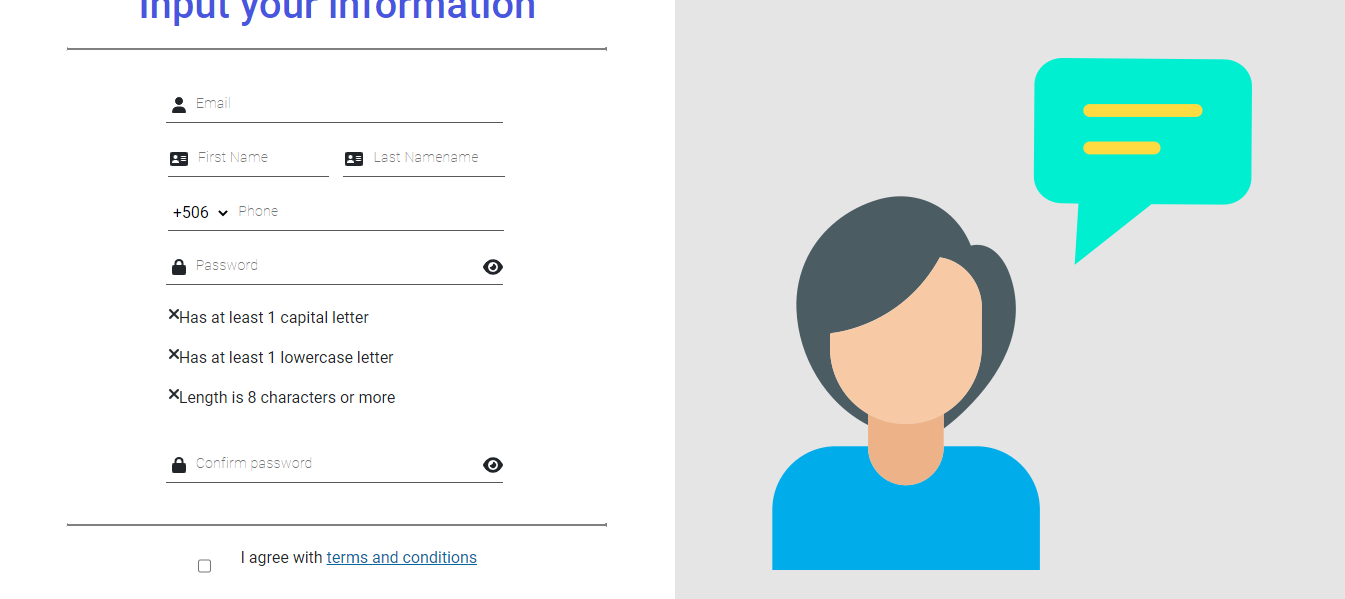 Input your information
Email
First Name Last Namename
+506 Phone
Password
Has at least 1 capital letter
Has at least 1 lowercase letter
Length is 8 characters or more
Confirm password
I agree with terms and conditions